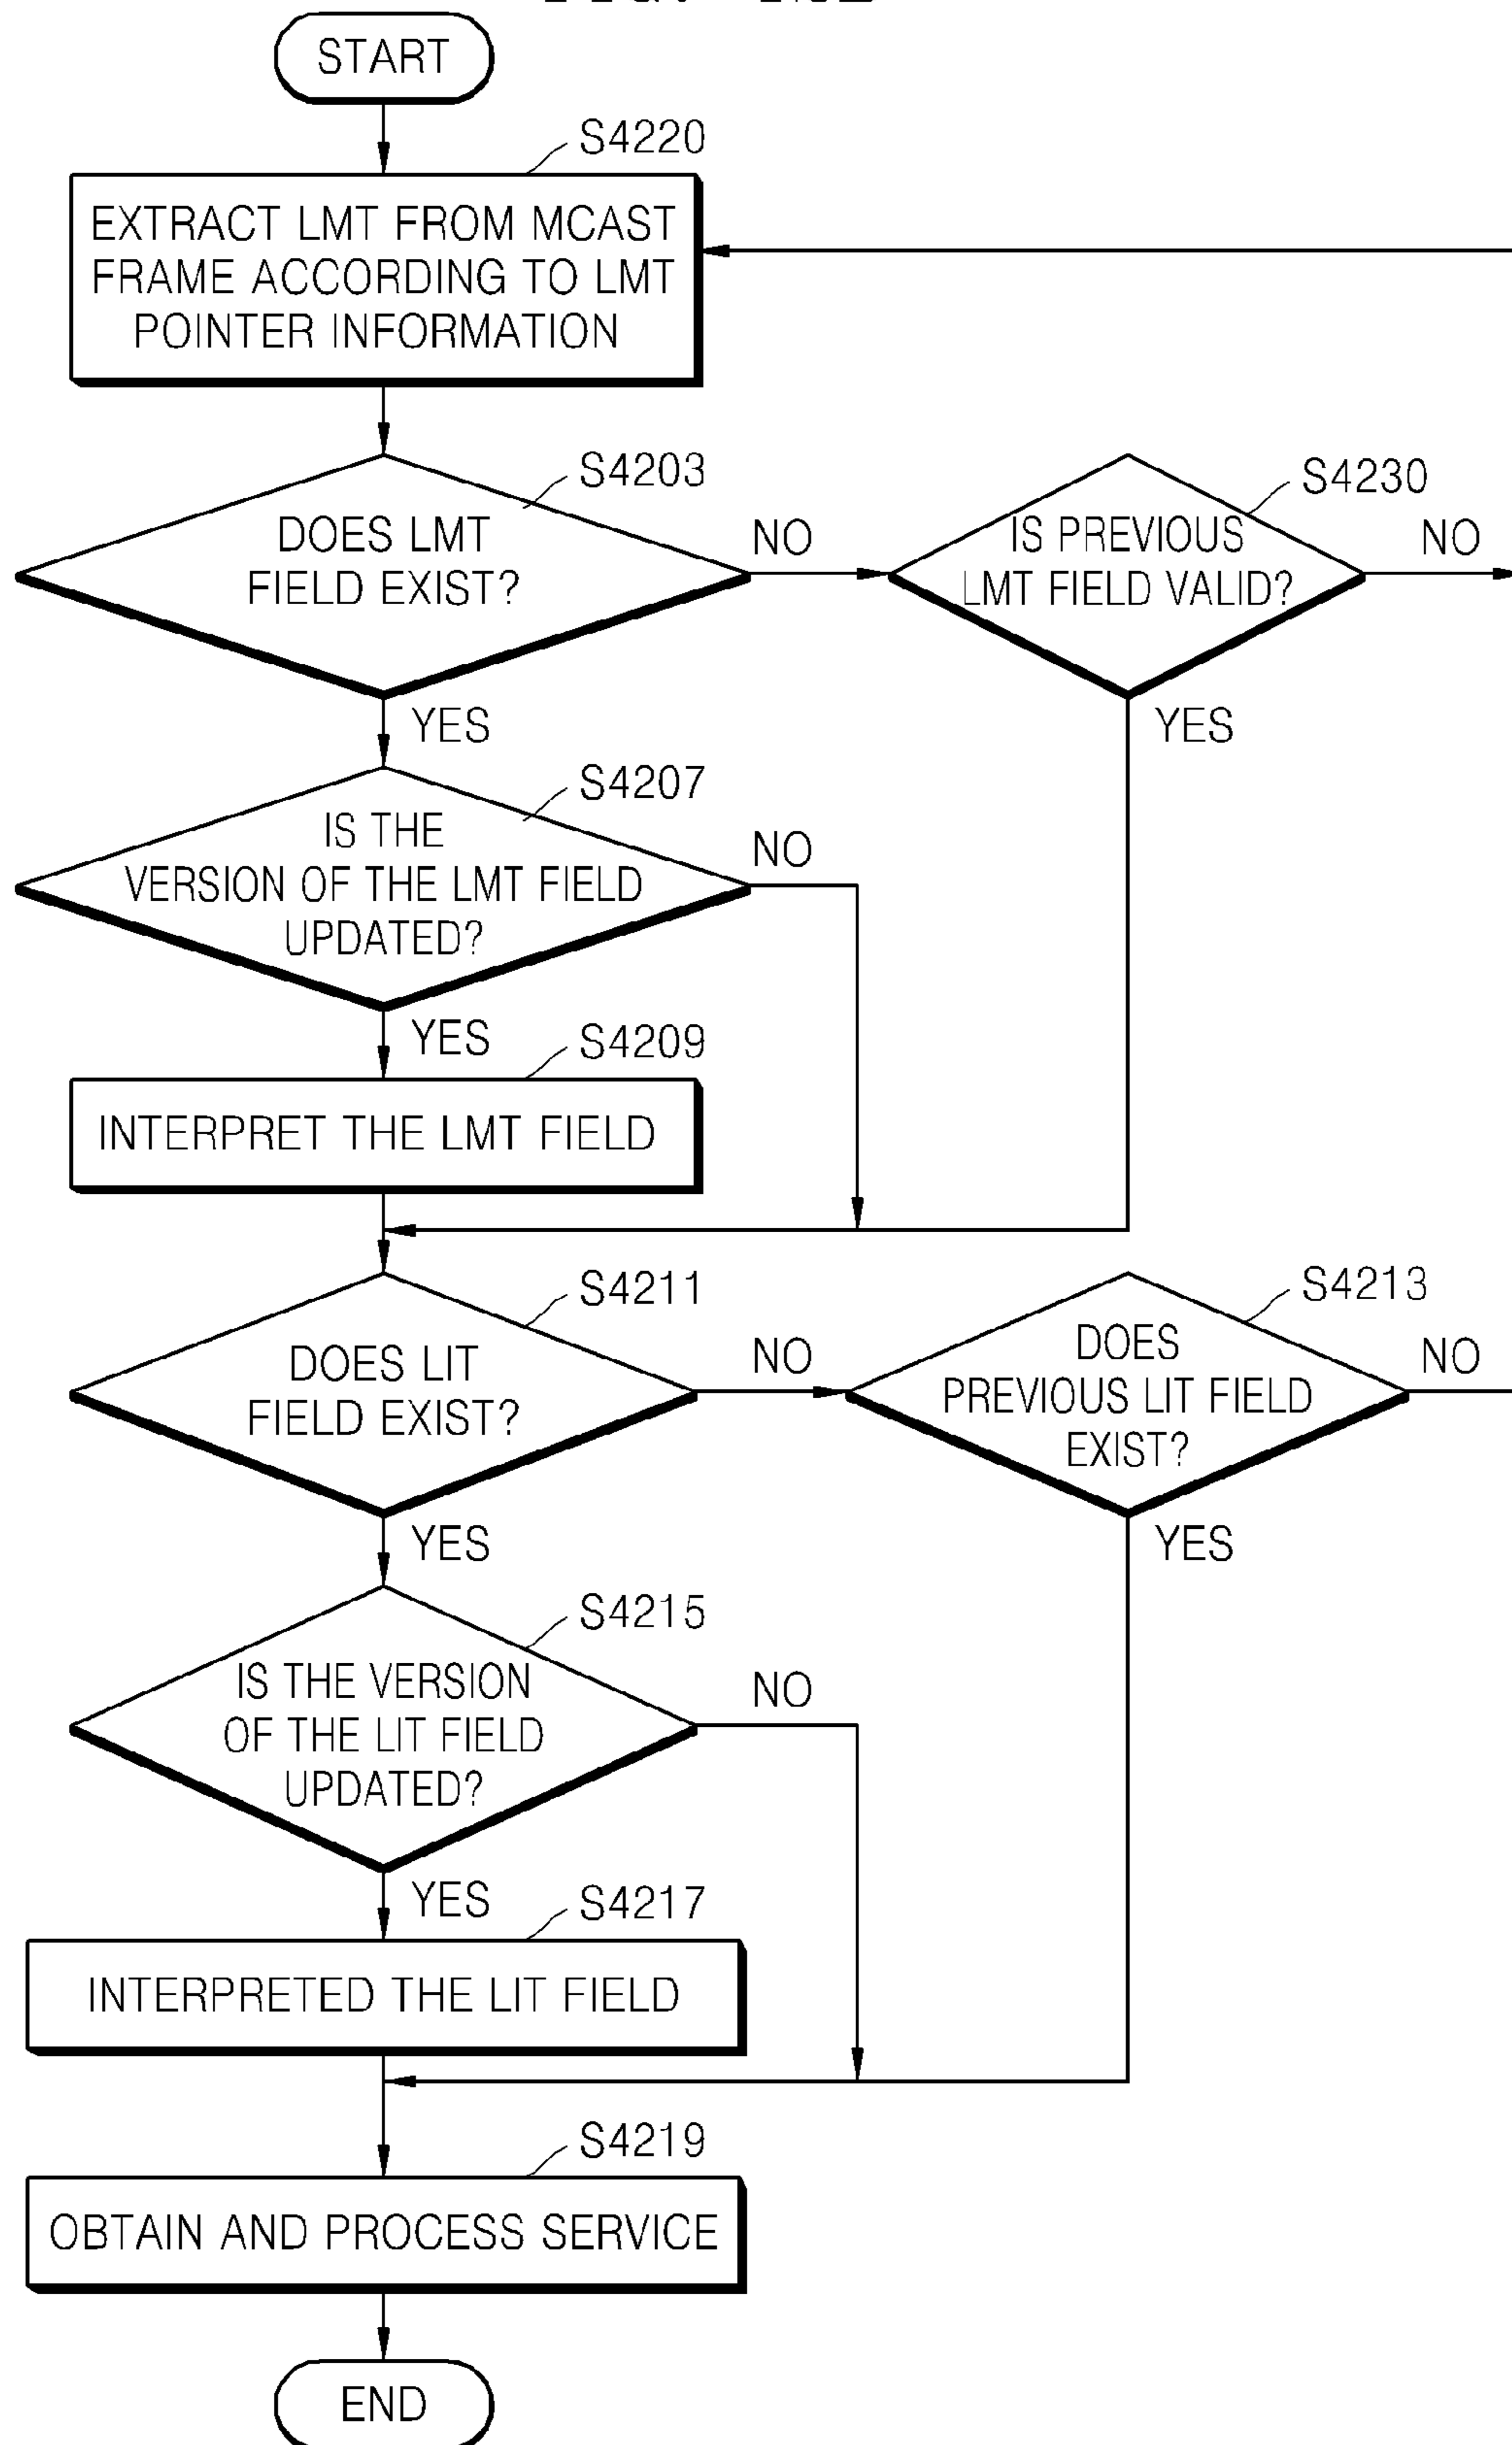 START
S4220
EXTRACT LMT FROM MCAST
FRAME ACCORDING TO LMT
POINTER INFORMATION
S4203
DOES LMT
FIELD EXIST?
NO
S4230
IS PREVIOUS
LMT FIELD VALID?
NO
YES
YES
S4207
IS THE
VERSION OF THE LMT FIELD
UPDATED?
NO
YES
S4209
INTERPRET THE LMT FIELD
S4211
DOES LIT
FIELD EXIST?
NO
S4213
DOES
PREVIOUS LIT FIELD
EXIST?
NO
YES
YES
S4215
IS THE VERSION
OF THE LIT FIELD
UPDATED?
NO
YES
S4217
INTERPRETED THE LIT FIELD
S4219
OBTAIN AND PROCESS SERVICE
END